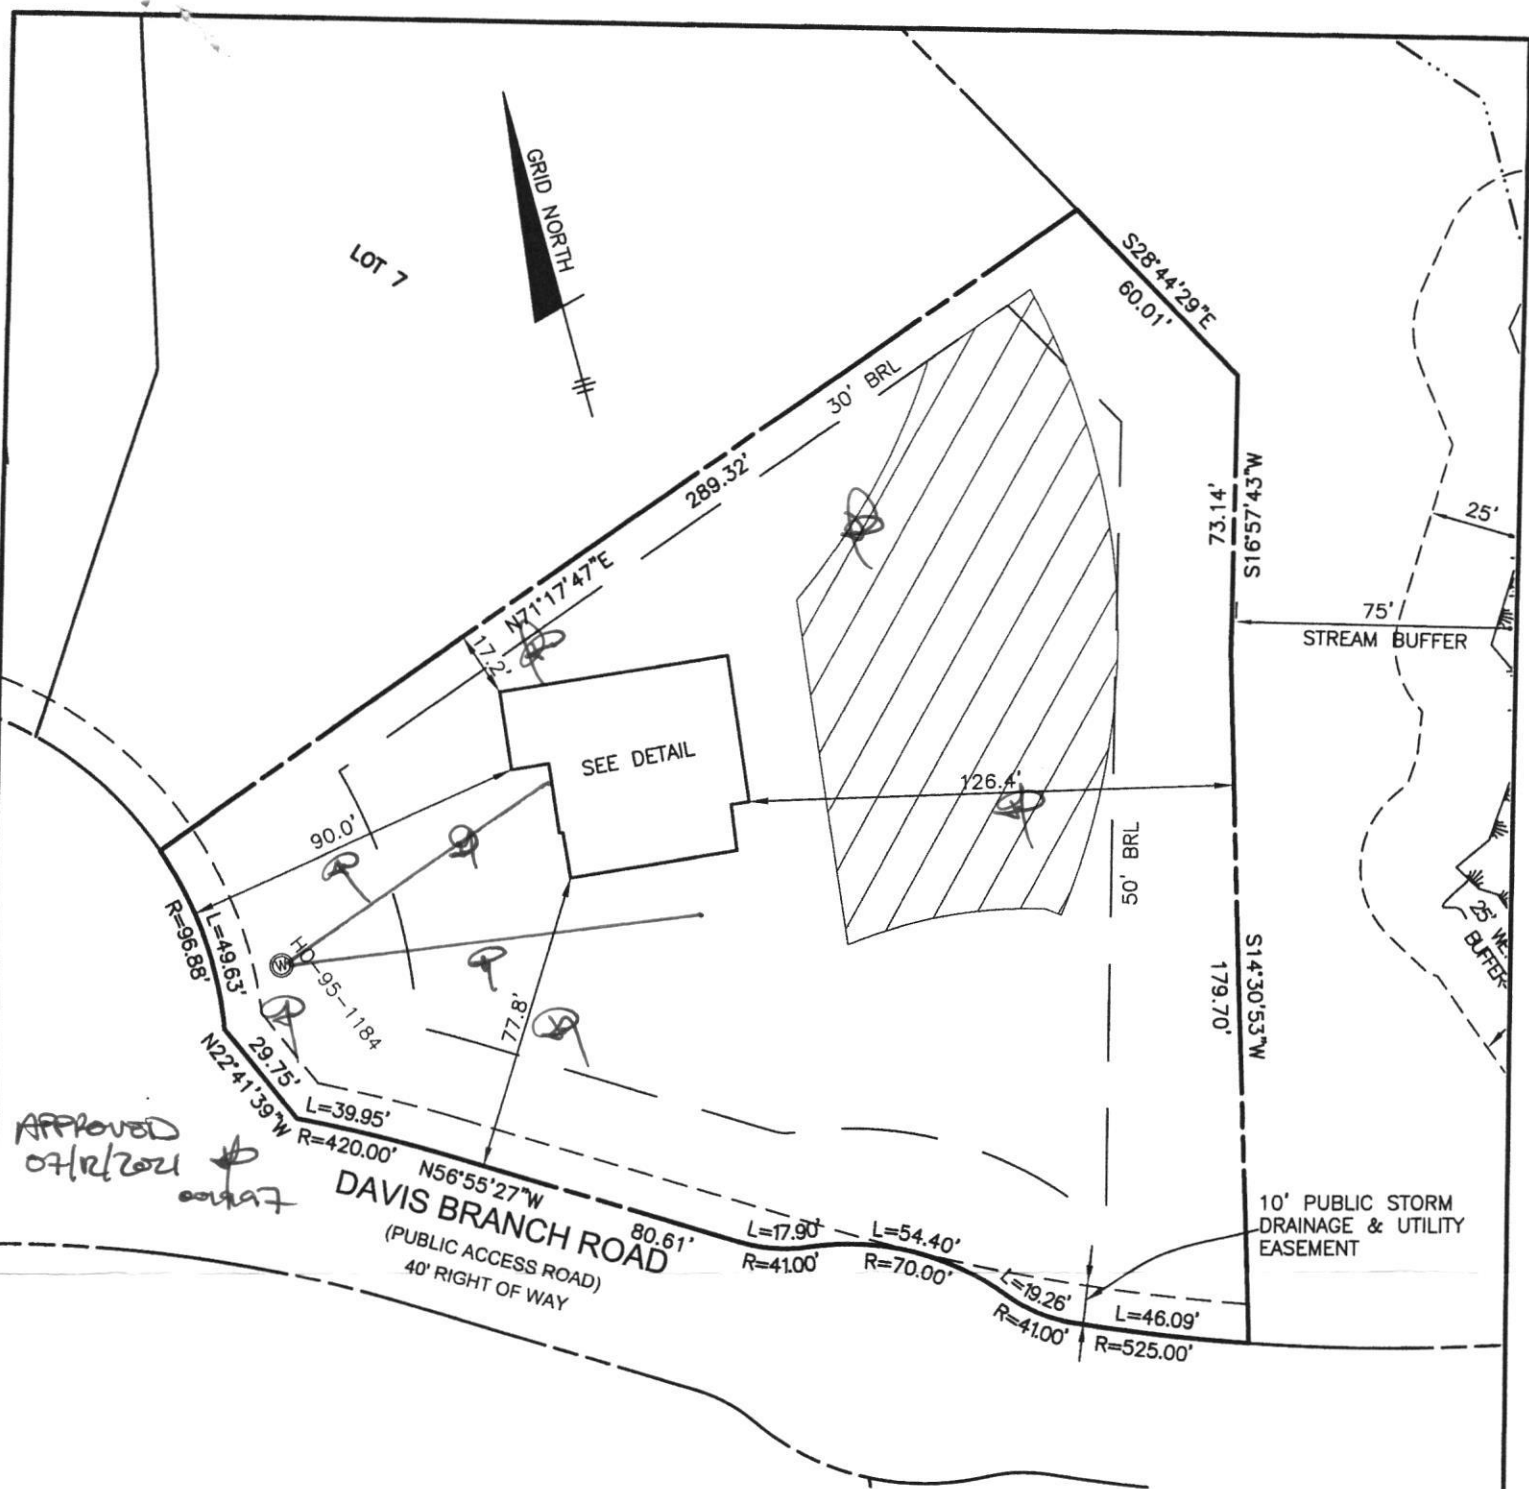 GRID NORTH
LOT 7
S28°44'29"E
60.01'
30' BRL
289.32'
N71°17'47"E
17.2'
73.14'
S16°57'43"W
25'
75'
STREAM BUFFER
SEE DETAIL
126.4'
90.0'
50' BRL
25'
BUFFER
R=96.88'
L=49.63'
W
HO-95-1184
77.8'
S14°30'53"W
179.70'
29.75'
N22°41'39"W
L=39.95'
R=420.00'
APPROVED
07/12/2021
N56°55'27"W
80.61'
DAVIS BRANCH ROAD
(PUBLIC ACCESS ROAD)
40' RIGHT OF WAY
L=17.90'
R=41.00'
L=54.40'
R=70.00'
L=19.26'
R=41.00'
L=46.09'
R=525.00'
10' PUBLIC STORM
DRAINAGE & UTILITY
EASEMENT